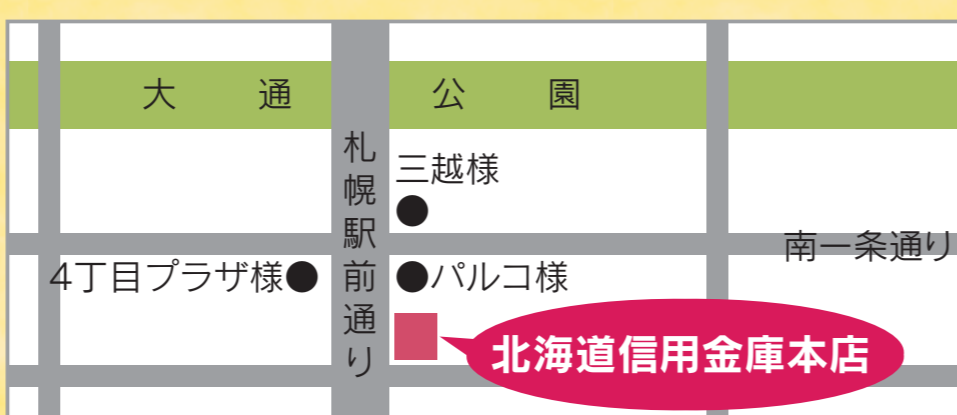 大通公園
札幌駅前通り
三越様
南一条通り
4丁目プラザ様
パルコ様
北海道信用金庫本店